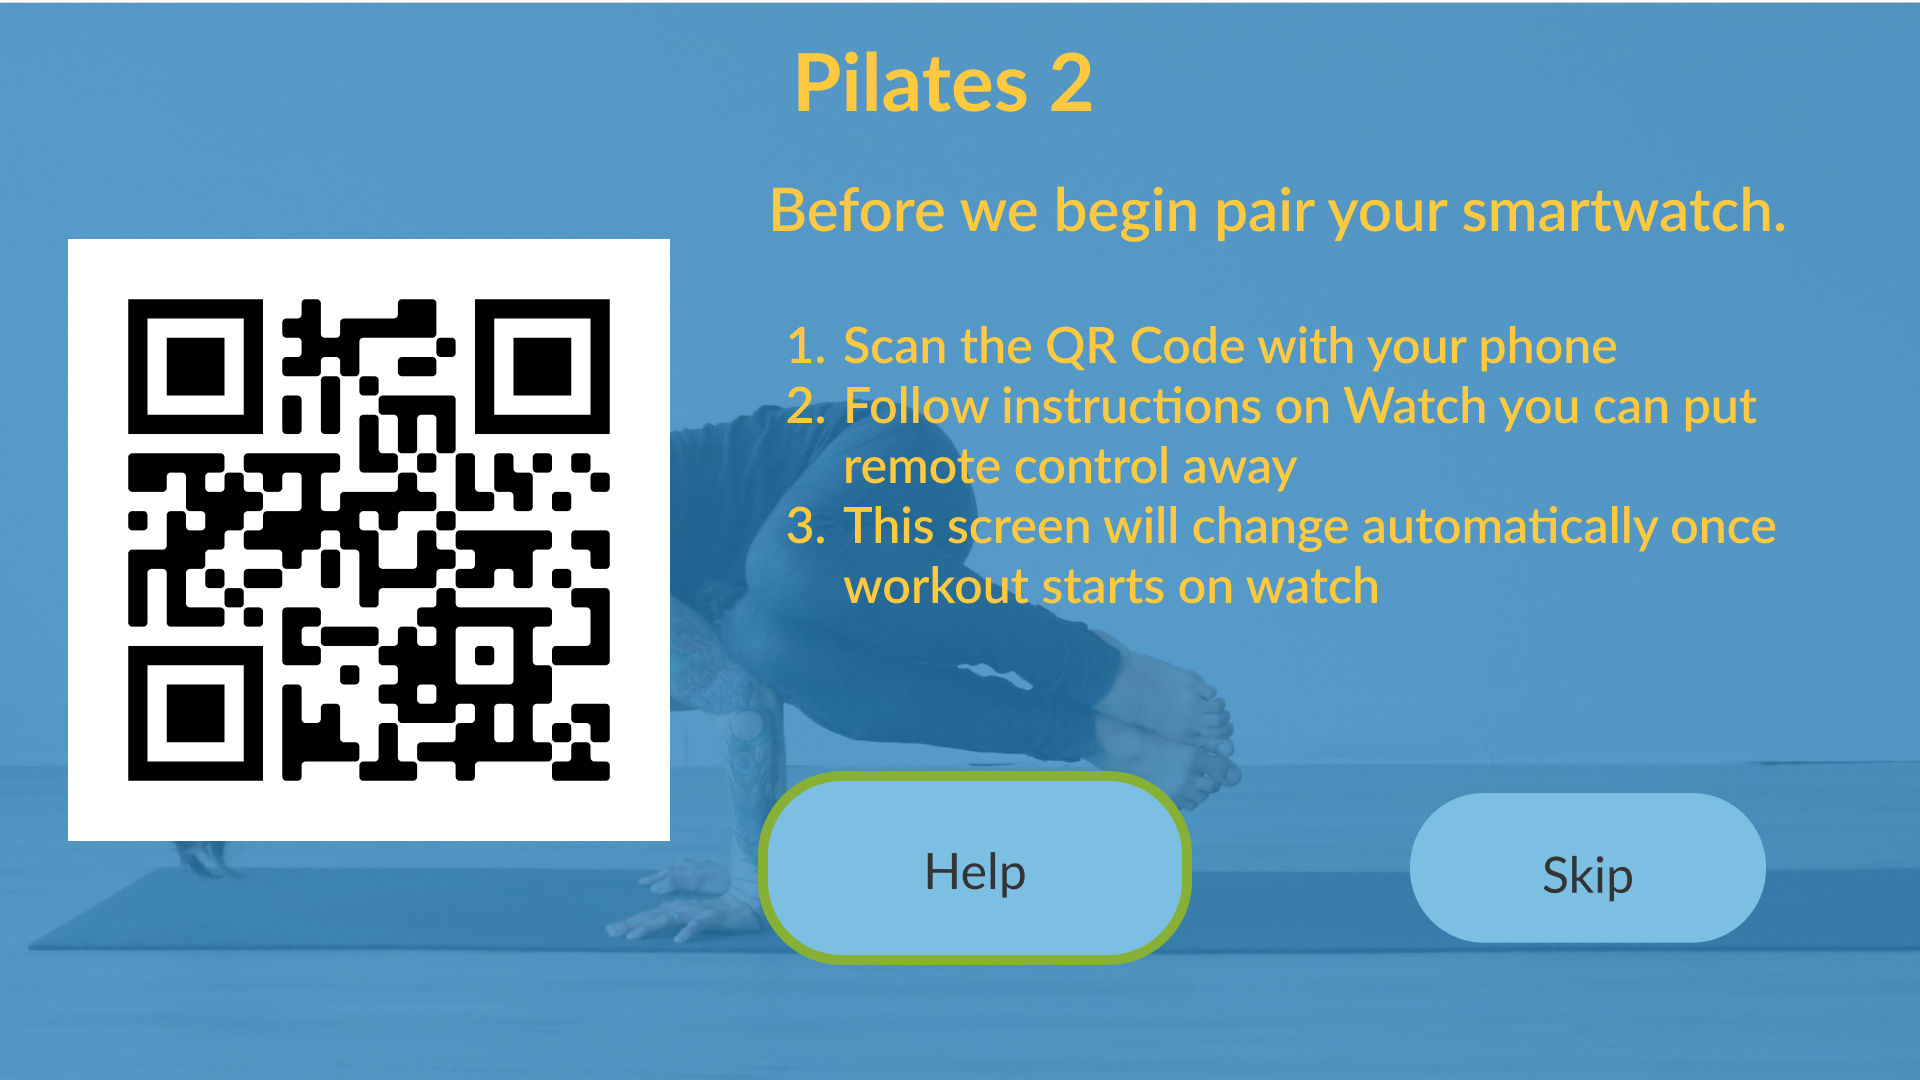 Pilates 2
Before we begin pair your smartwatch.
1. Scan the QR Code with your phone
2. Follow instructions on Watch you can put
remote control away
3. This screen will change automatically once
workout starts on watch
Help
Skip